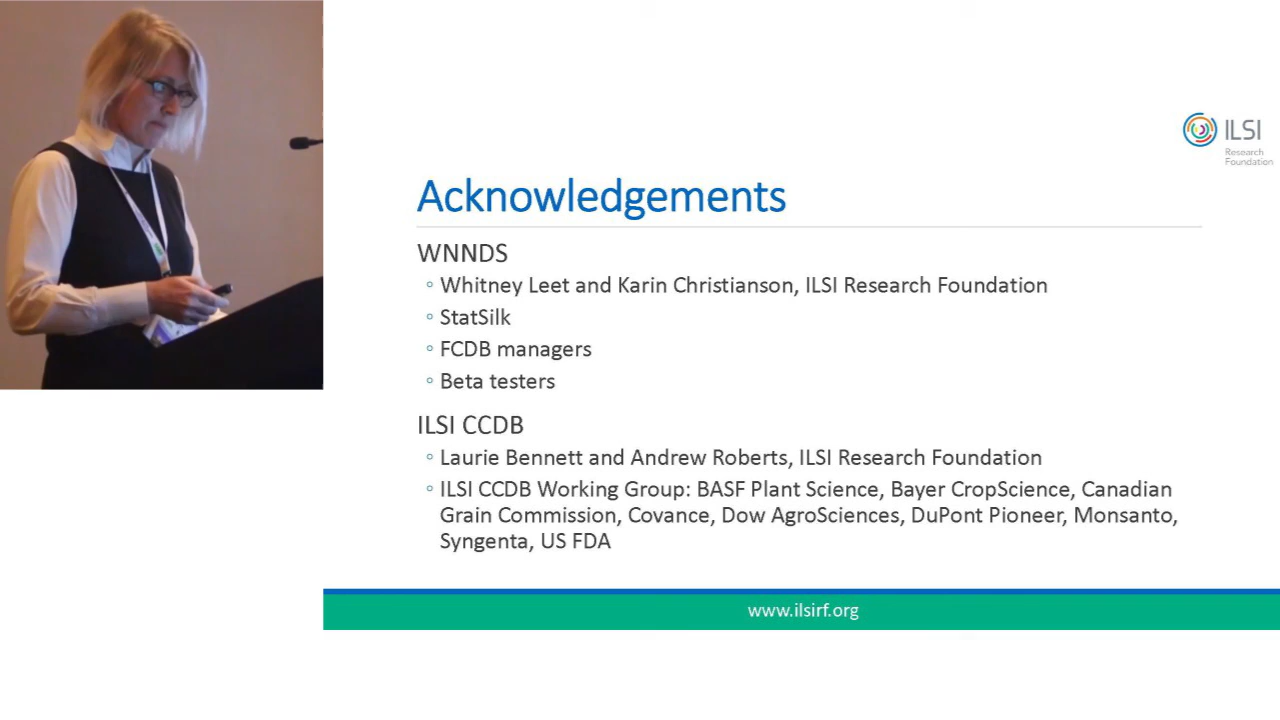 ILSI
Research
Foundation
Acknowledgements
WNNDS
◦ Whitney Leet and Karin Christianson, ILSI Research Foundation
◦ StatSilk
◦ FCDB managers
◦ Beta testers
ILSI CCDB
◦ Laurie Bennett and Andrew Roberts, ILSI Research Foundation
◦ ILSI CCDB Working Group: BASF Plant Science, Bayer CropScience, Canadian
Grain Commission, Covance, Dow AgroSciences, DuPont Pioneer, Monsanto,
Syngenta, US FDA
www.ilsirf.org